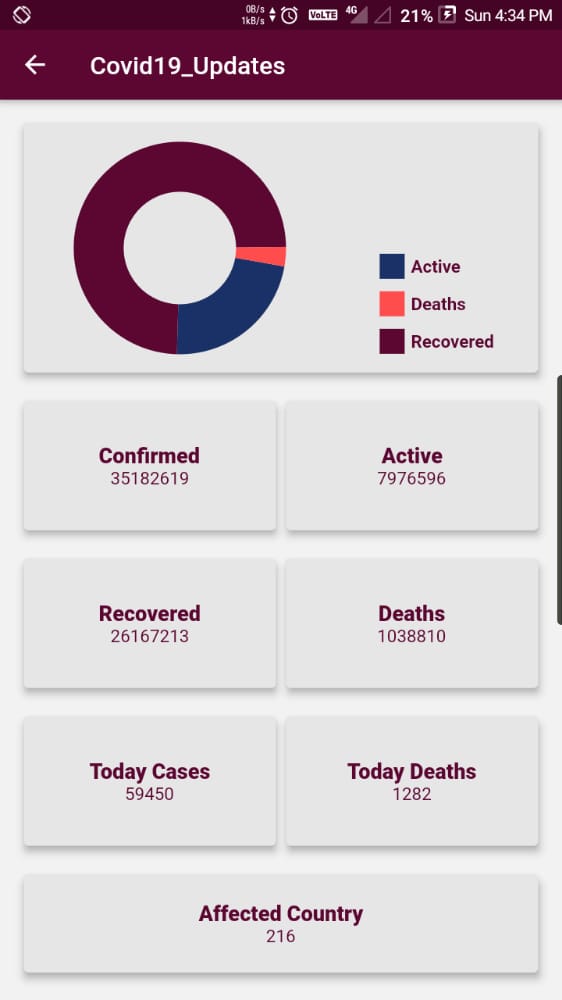 0B/s
1kB/s
VoLTE
4G
21%
Sun 4:34 PM
Covid19_Updates
Active
Deaths
Recovered
Confirmed
35182619
Active
7976596
Recovered
26167213
Deaths
1038810
Today Cases
59450
Today Deaths
1282
Affected Country
216